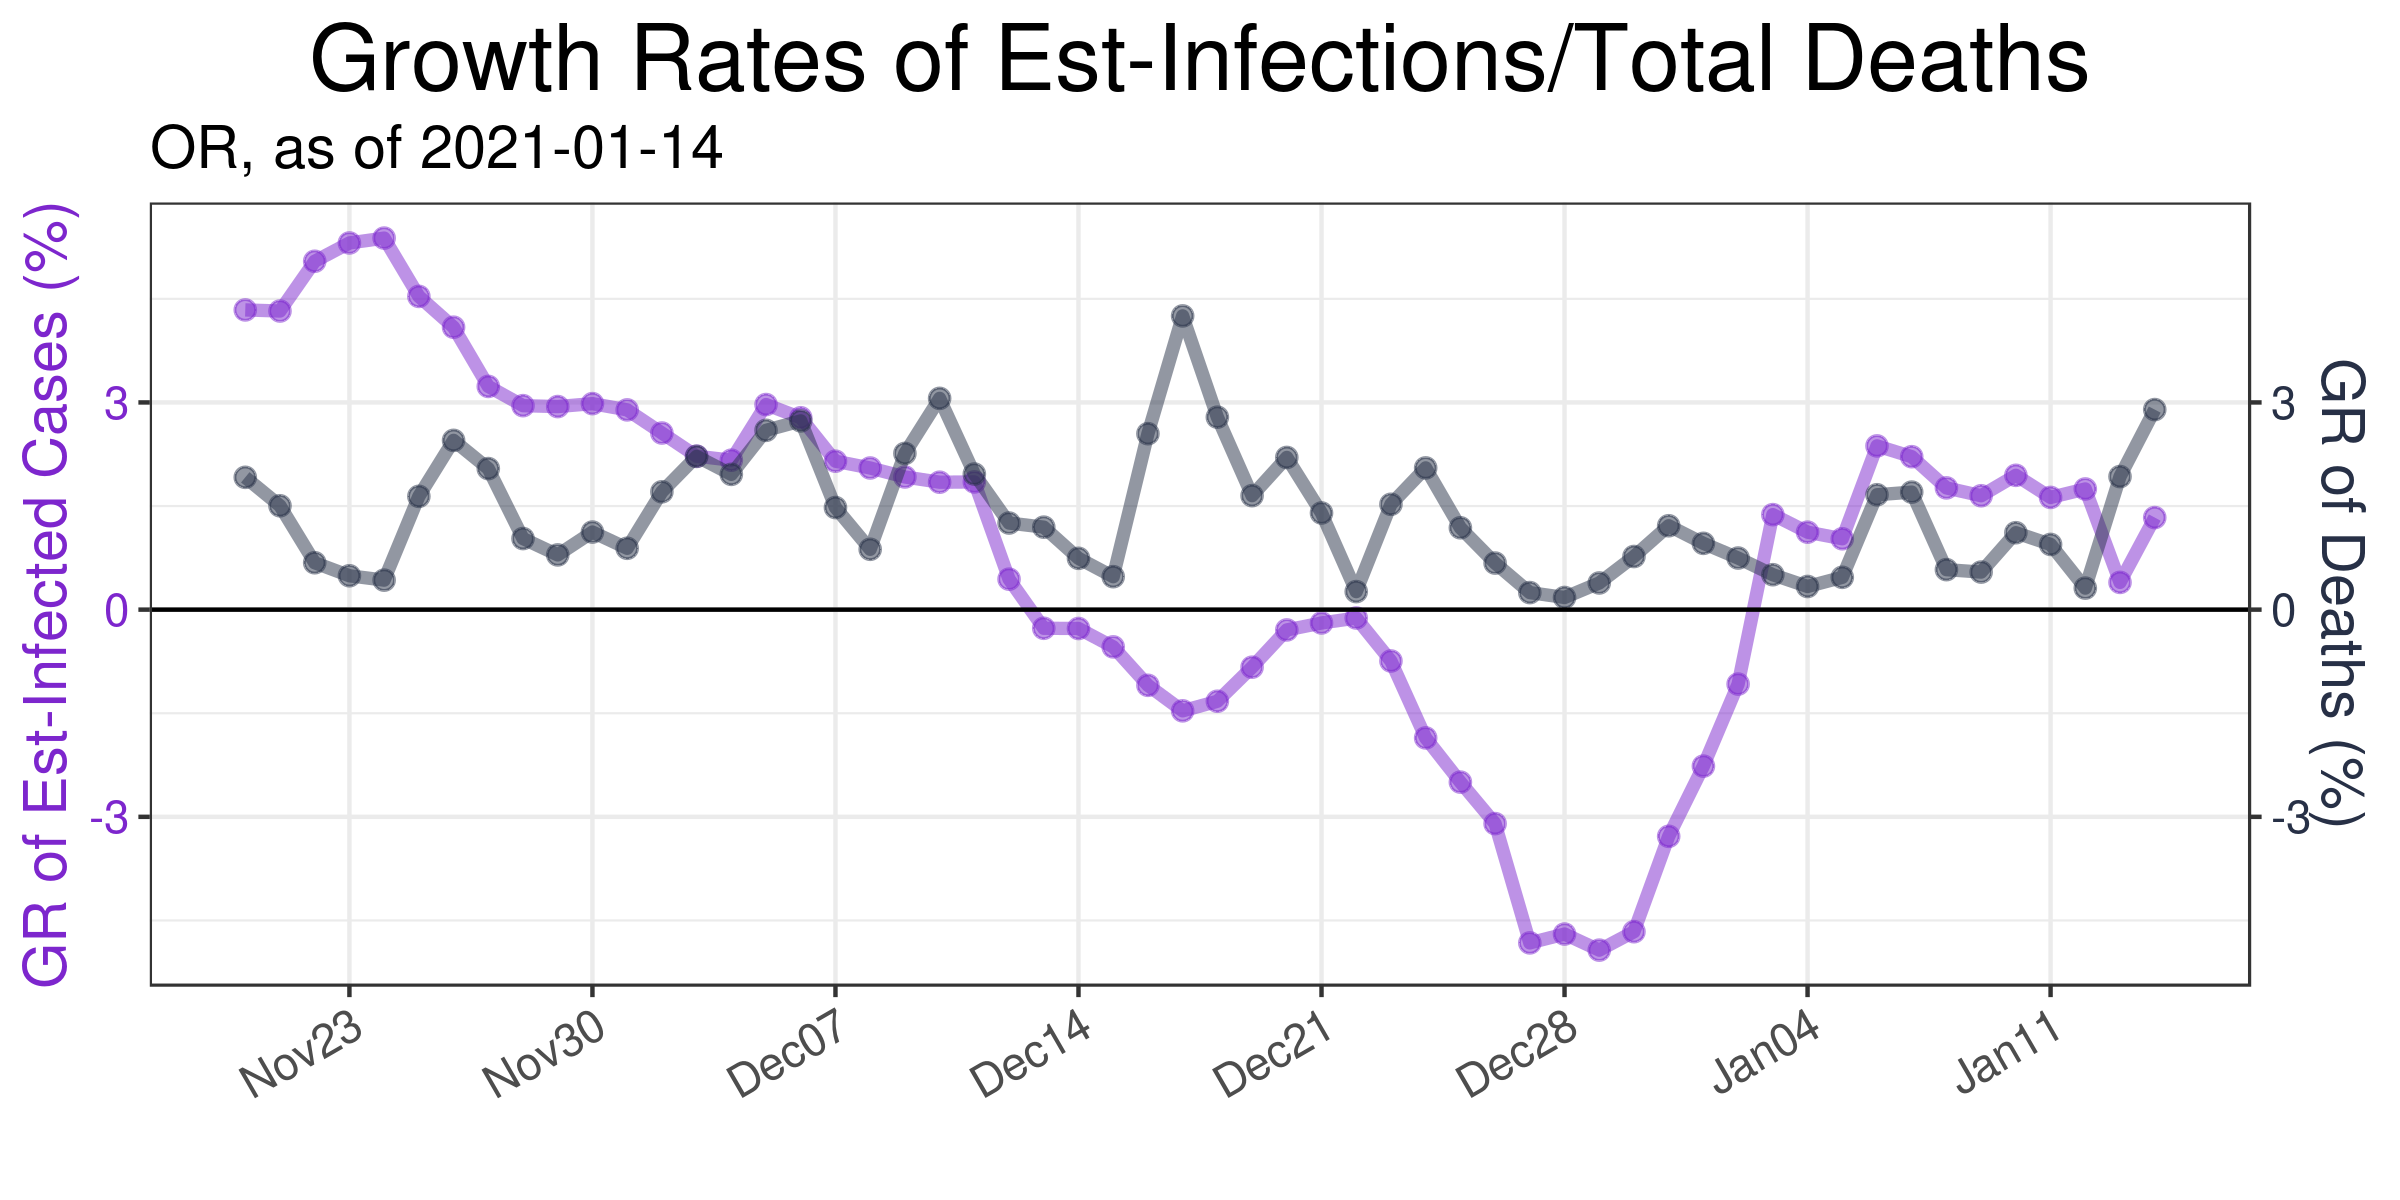 Growth Rates of Est-Infections/Total Deaths
OR, as of 2021-01-14
GR of Est-Infected Cases (%)
3
0
-3
3
0
-3
GR of Deaths (%)
Nov23
Nov30
Dec07
Dec14
Dec21
Dec28
Jan04
Jan11